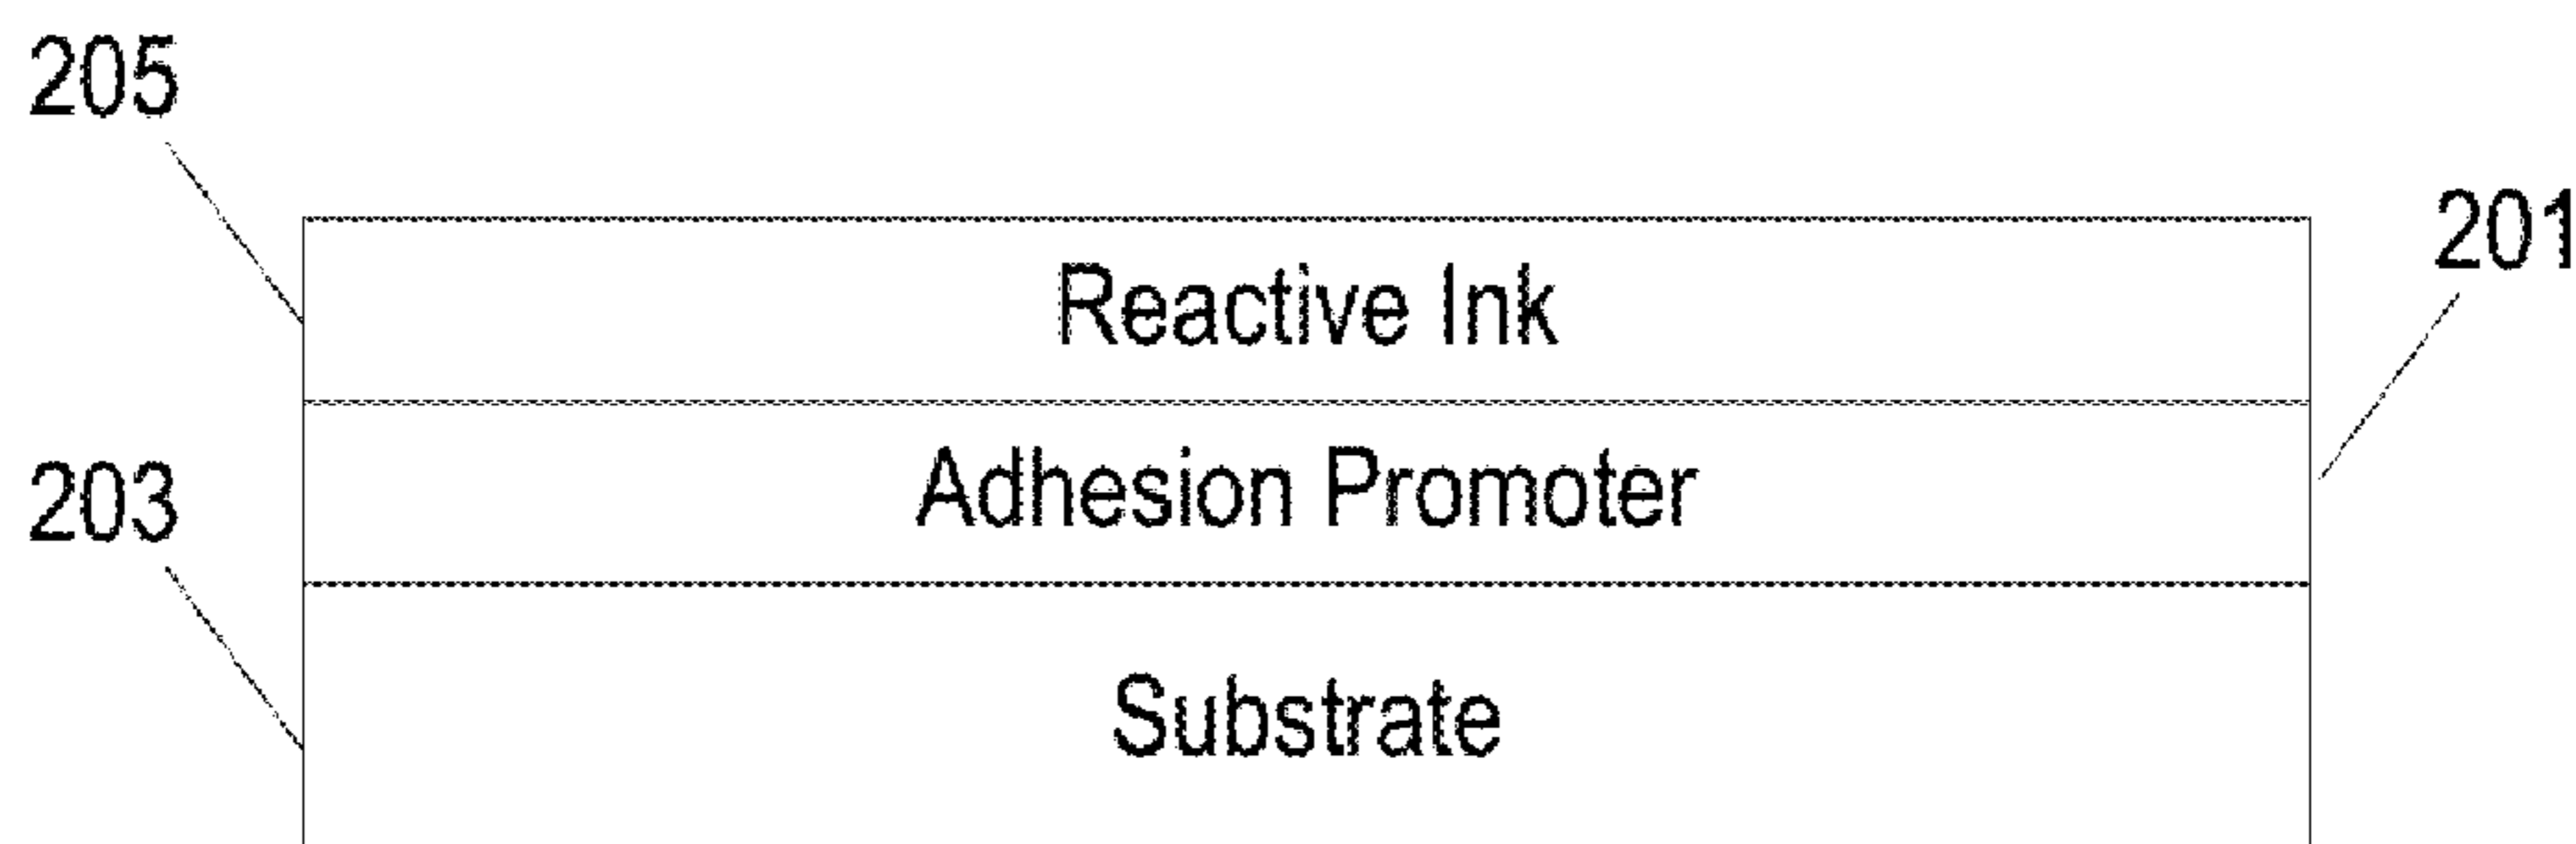 205
201
Reactive Ink
Adhesion Promoter
203
Substrate